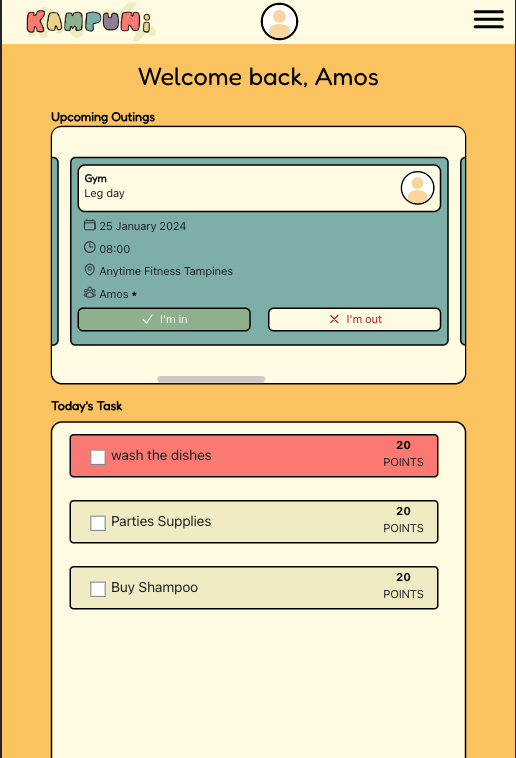 KAMPUNi
Welcome back, Amos
Upcoming Outings
Gym
Leg day
25 January 2024
08:00
Anytime Fitness Tampines
Amos •
I'm in
I'm out
Today's Task
wash the dishes
20
POINTS
Parties Supplies
20
POINTS
Buy Shampoo
20
POINTS